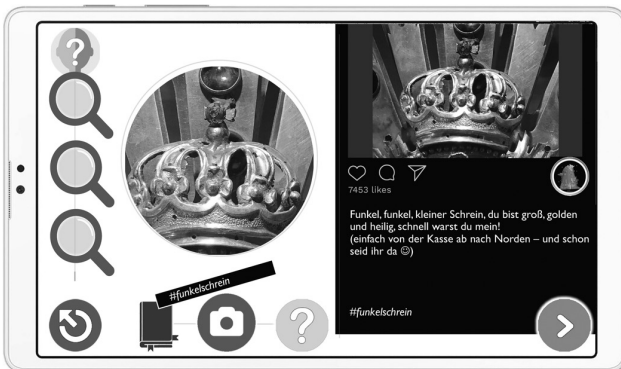 ?
#funkelschrein
?
7453 likes
Funkel, funkel, kleiner Schrein, du bist groß, golden
und heilig, schnell warst du mein!
(einfach von der Kasse ab nach Norden – und schon
seid ihr da ☺)
#funkelschrein